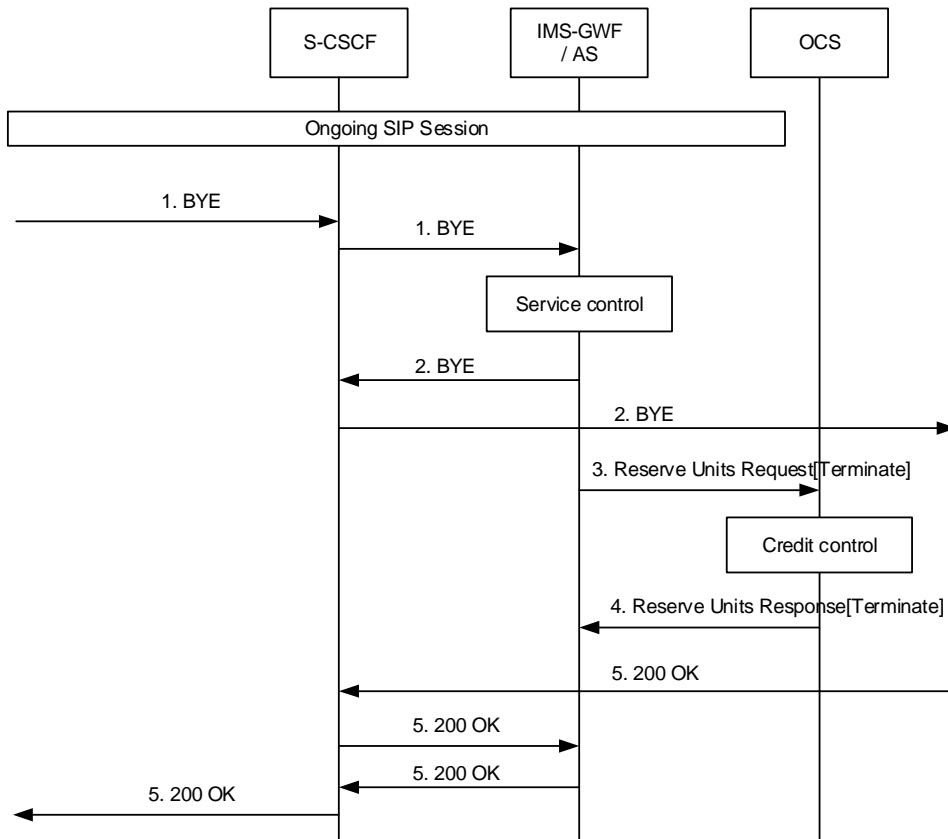 S-CSCF
IMS-GWF
/ AS
OCS
Ongoing SIP Session
1. BYE
1. BYE
Service control
2. BYE
2. BYE
3. Reserve Units Request[Terminate]
Credit control
4. Reserve Units Response[Terminate]
5. 200 OK
5. 200 OK
5. 200 OK
5. 200 OK